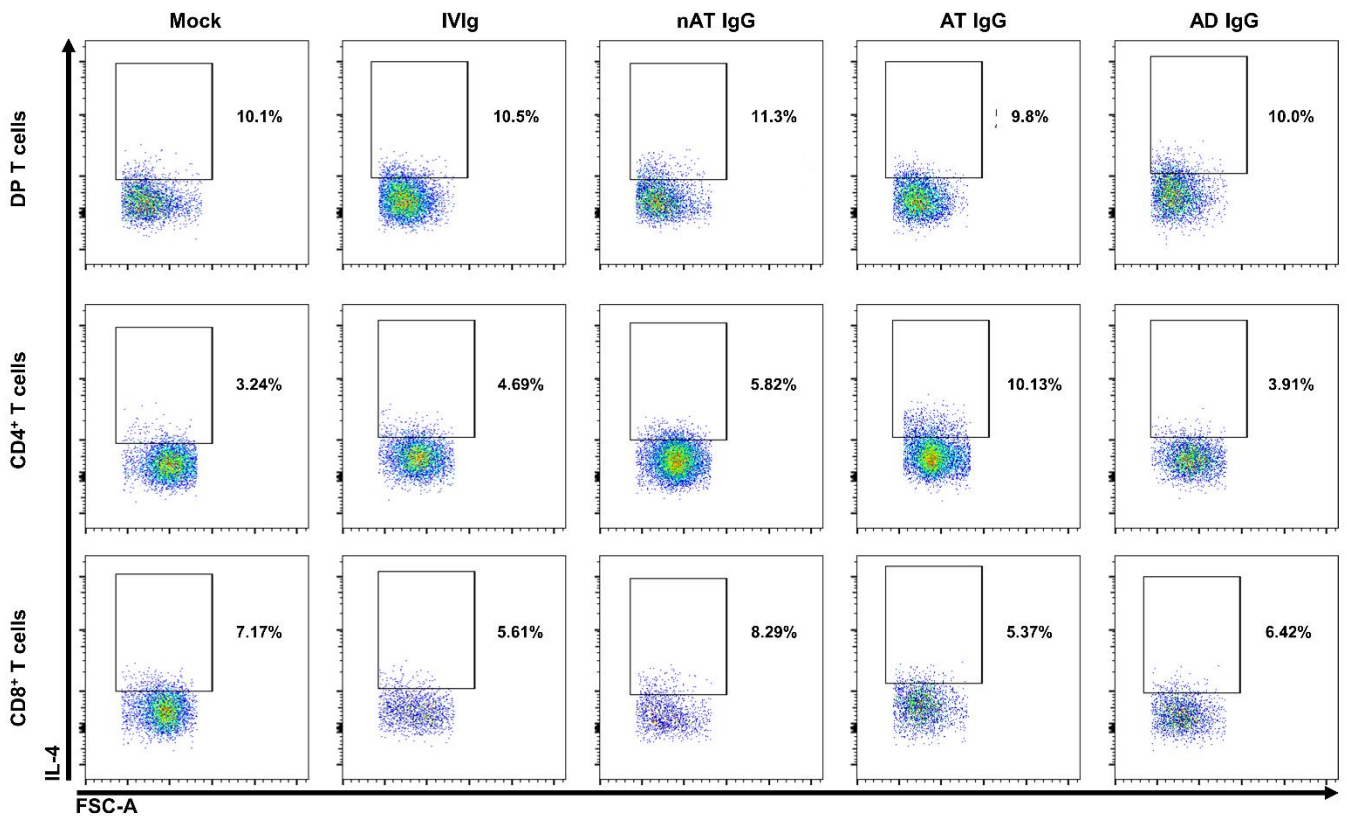 Mock IVIg nAT IgG AT IgG AD IgG
DP T cells
10.1% 10.5% 11.3% 9.8% 10.0%
CD4⁺ T cells
3.24% 4.69% 5.82% 10.13% 3.91%
CD8⁺ T cells
7.17% 5.61% 8.29% 5.37% 6.42%
IL-4
FSC-A